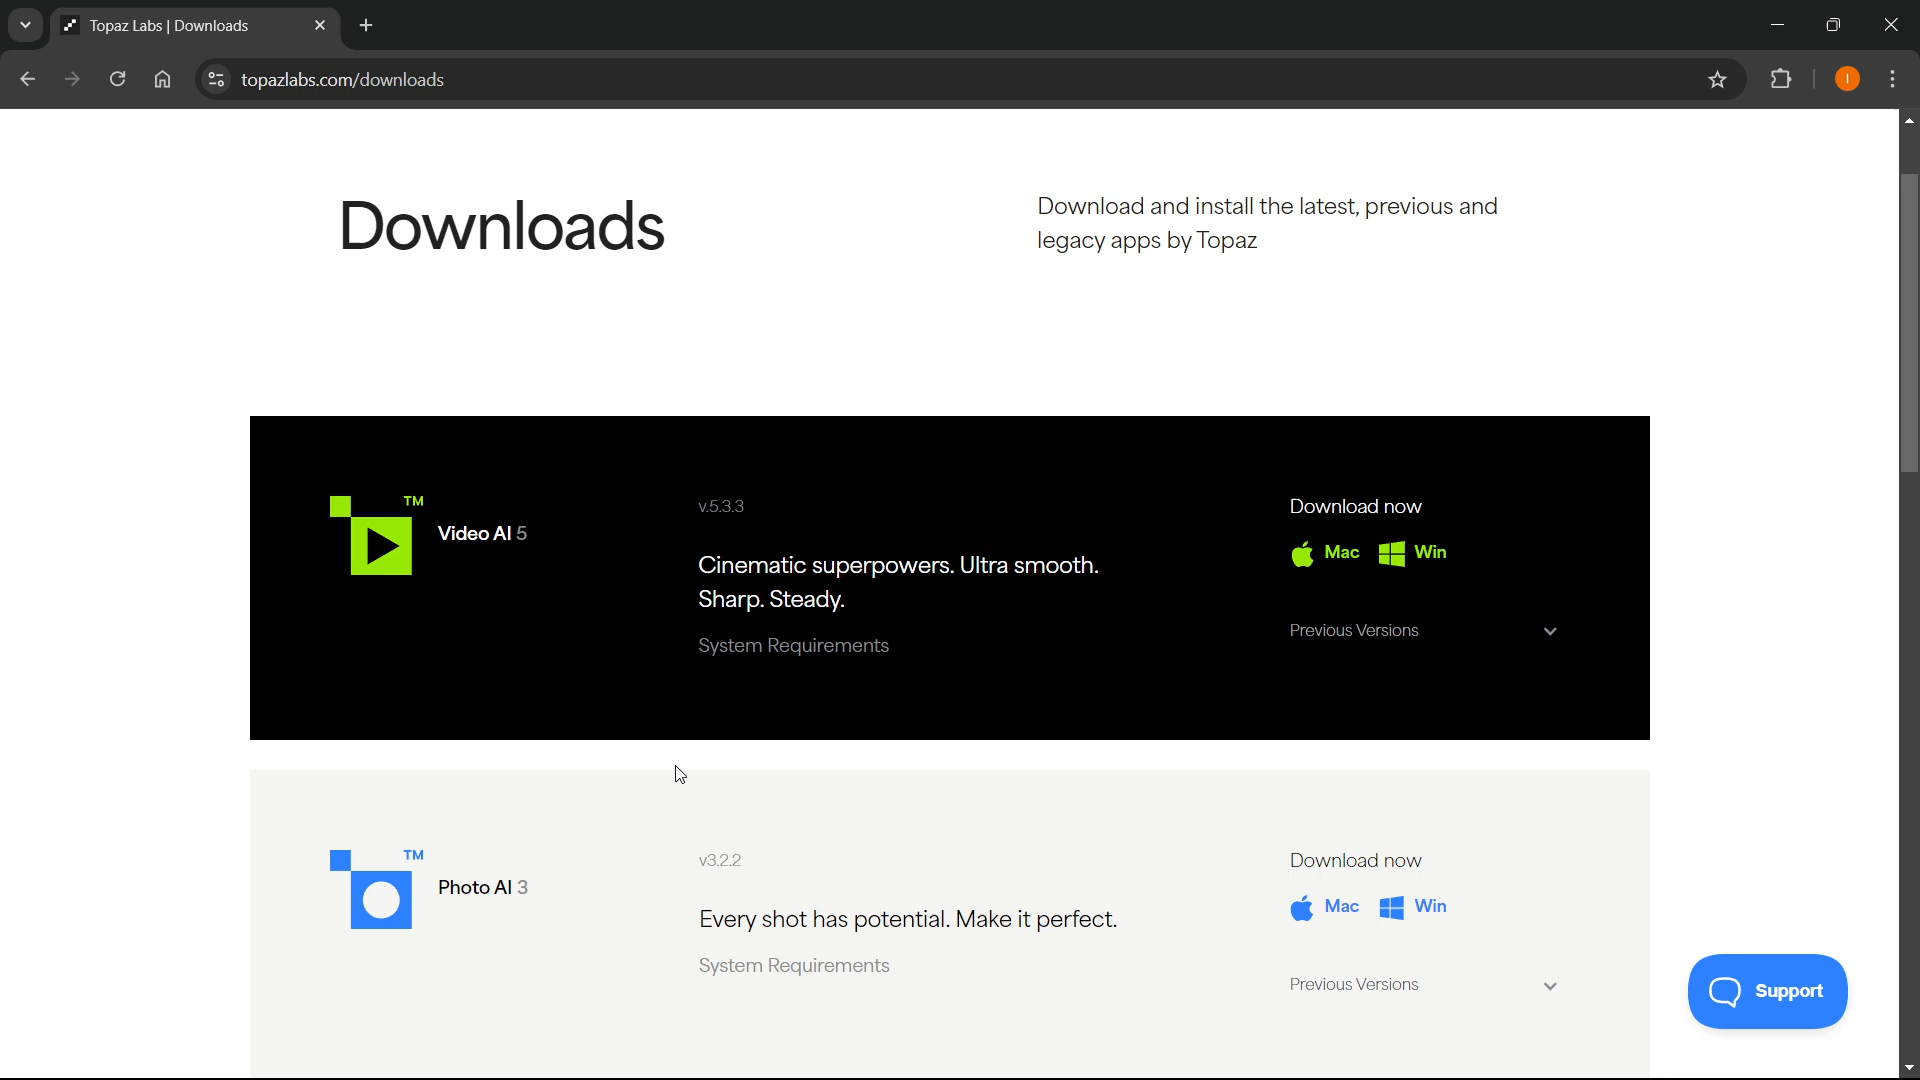 Topaz Labs | Downloads
topazlabs.com/downloads
I
Downloads
Download and install the latest, previous and
legacy apps by Topaz
TM
Video AI 5
v.5.3.3
Cinematic superpowers. Ultra smooth.
Sharp. Steady.
System Requirements
Download now
Mac Win
Previous Versions
TM
Photo AI 3
v3.2.2
Every shot has potential. Make it perfect.
System Requirements
Download now
Mac Win
Previous Versions
Support